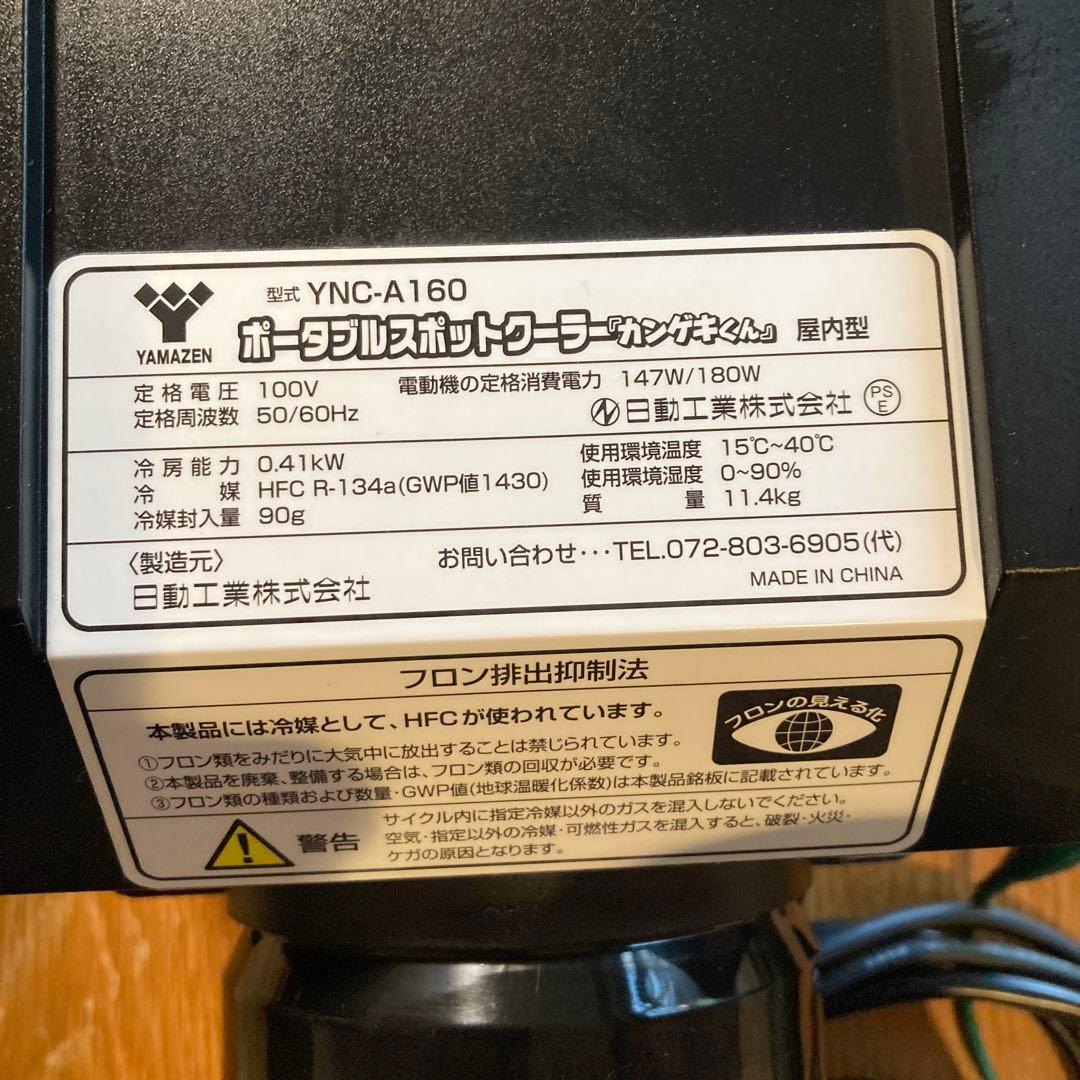 型式 YNC-A160
YAMAZEN
ポータブルスポットクーラー『カンゲキくん』 屋内型
定格電圧 100V 電動機の定格消費電力 147W/180W
定格周波数 50/60Hz 日動工業株式会社 PSE
冷房能力 0.41kW 使用環境温度 15℃~40℃
冷媒 HFC R-134a(GWP値1430) 使用環境湿度 0~90%
冷媒封入量 90g 質量 11.4kg
〈製造元〉 お問い合わせ・・・TEL.072-803-6905(代)
日動工業株式会社 MADE IN CHINA
フロン排出抑制法
本製品には冷媒として、HFCが使われています。
フロンの見える化
①フロン類をみだりに大気中に放出することは禁じられています。
②本製品を廃棄、整備する場合は、フロン類の回収が必要です。
③フロン類の種類および数量・GWP値(地球温暖化係数)は本製品銘板に記載されています。
警告
サイクル内に指定冷媒以外のガスを混入しないでください。
空気・指定以外の冷媒・可燃性ガスを混入すると、破裂・火災・
ケガの原因となります。